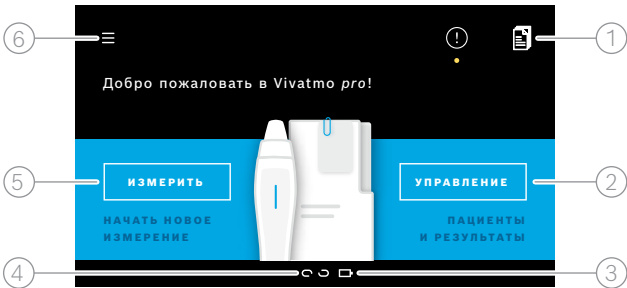 6
1
Добро пожаловать в Vivatmo pro!
5
ИЗМЕРИТЬ
УПРАВЛЕНИЕ
2
НАЧАТЬ НОВОЕ
ИЗМЕРЕНИЕ
ПАЦИЕНТЫ
И РЕЗУЛЬТАТЫ
4
3